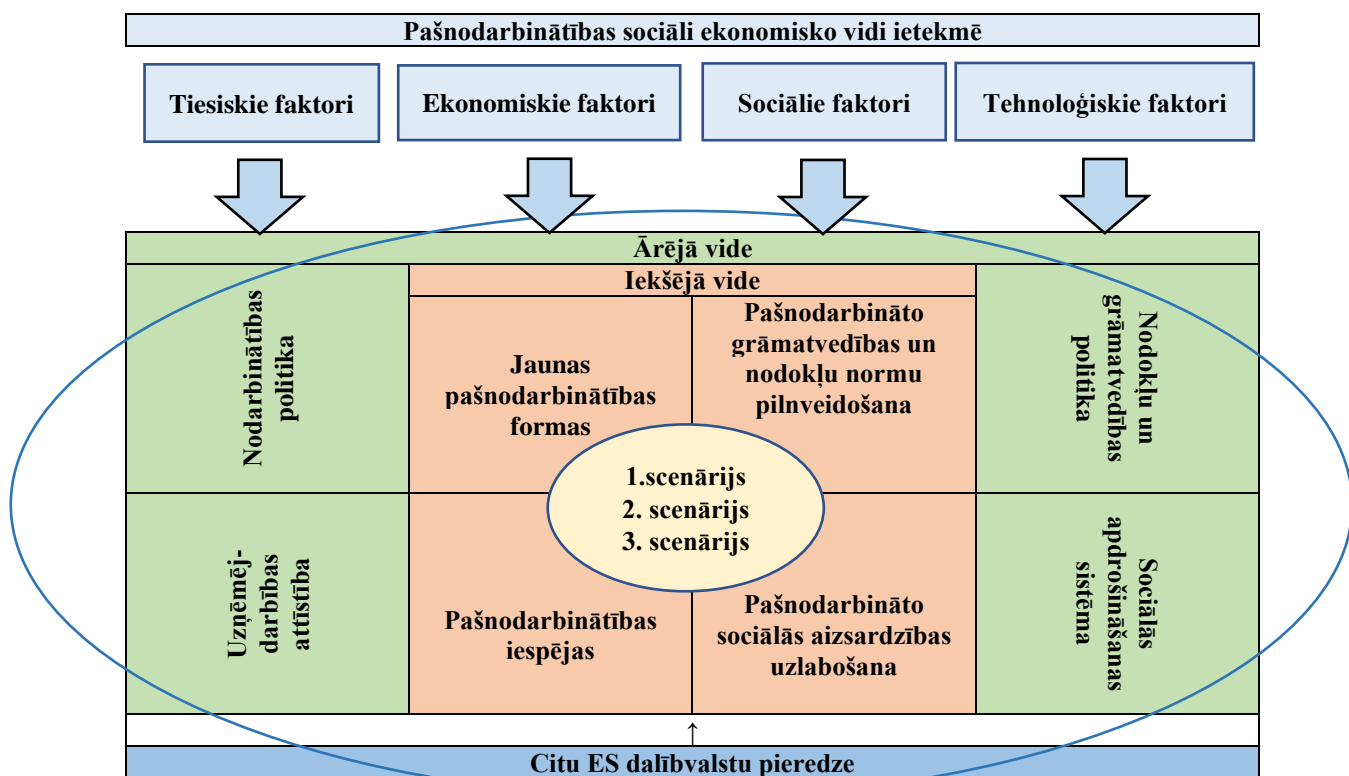 Pašnodarbinātības sociāli ekonomisko vidi ietekmē
Tiesiskie faktori
Ekonomiskie faktori
Sociālie faktori
Tehnoloģiskie faktori
Ārējā vide
Iekšējā vide
Nodarbinātības
politika
Jaunas
pašnodarbinātības
formas
Pašnodarbināto
grāmatvedības un
nodokļu normu
pilnveidošana
Nodokļu un
grāmatvedības
politika
1.scenārijs
2. scenārijs
3. scenārijs
Uzņēmēj-
darbības
attīstība
Pašnodarbinātības
iespējas
Pašnodarbināto
sociālās aizsardzības
uzlabošana
Sociālās
apdrošināšanas
sistēma
↑
Citu ES dalībvalstu pieredze